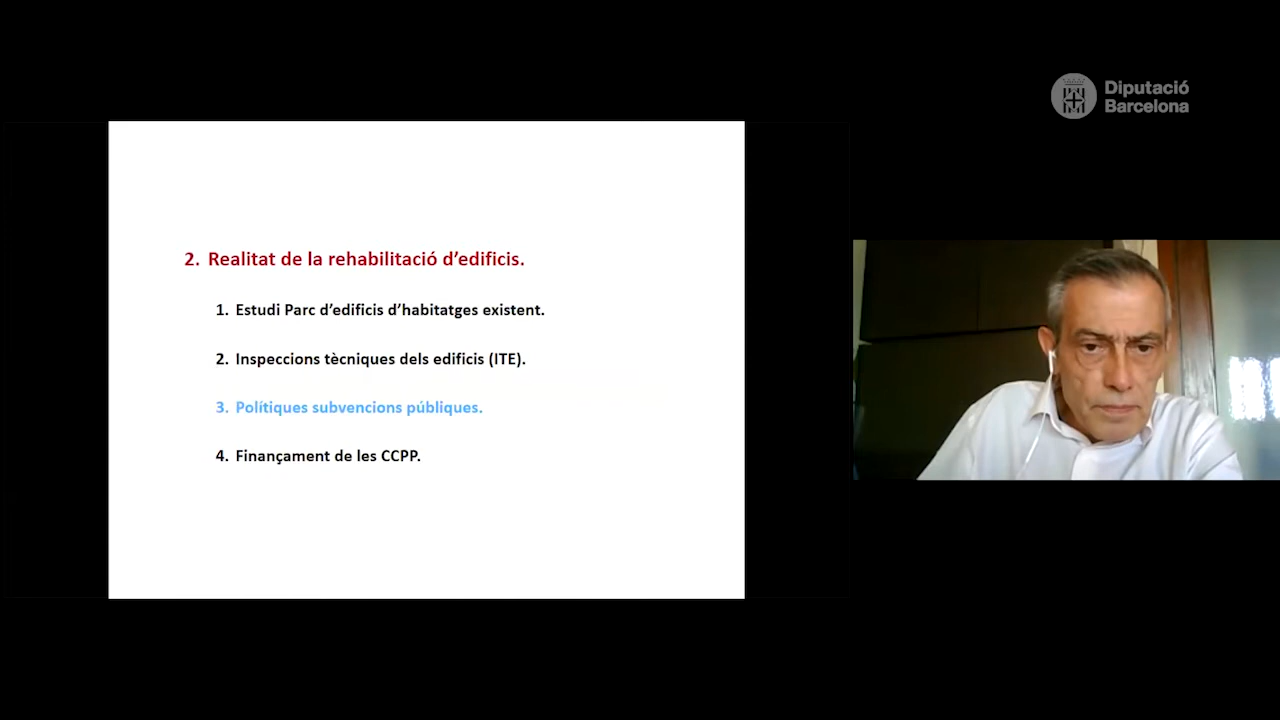 Diputació
Barcelona
2. Realitat de la rehabilitació d’edificis.
1. Estudi Parc d’edificis d’habitatges existent.
2. Inspeccions tècniques dels edificis (ITE).
3. Polítiques subvencions públiques.
4. Finançament de les CCPP.